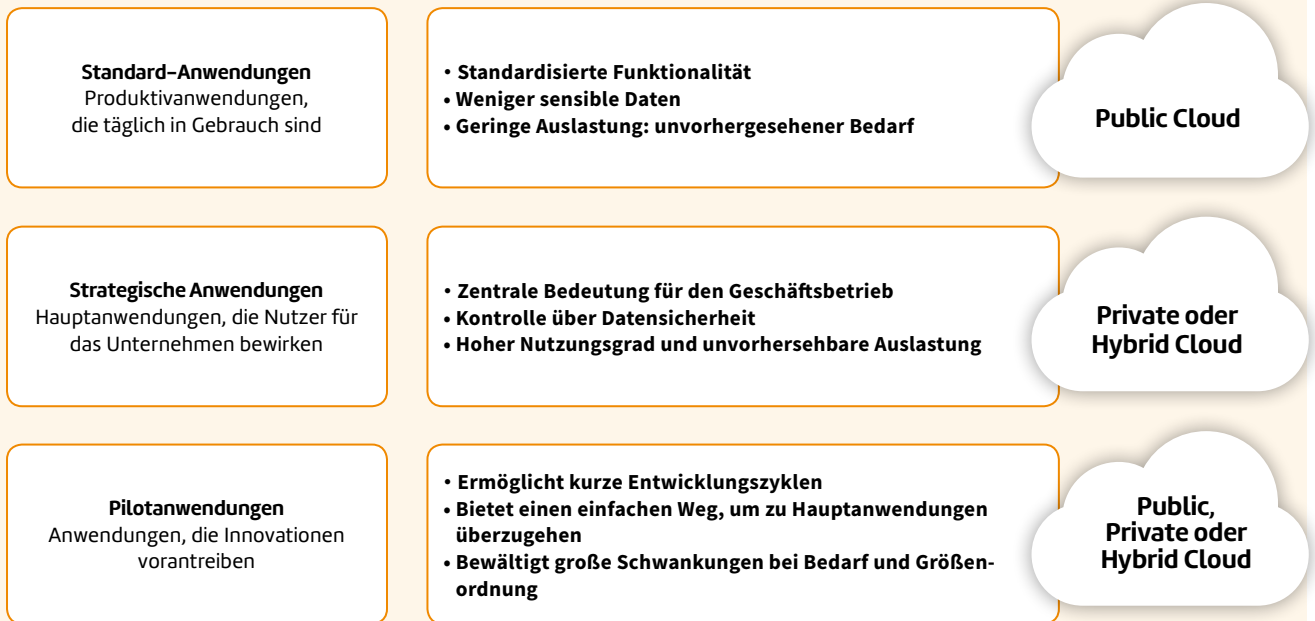 Standard-Anwendungen
Produktivanwendungen,
die täglich in Gebrauch sind
• Standardisierte Funktionalität
• Weniger sensible Daten
• Geringe Auslastung: unvorhergesehener Bedarf
Public Cloud
Strategische Anwendungen
Hauptanwendungen, die Nutzer für
das Unternehmen bewirken
• Zentrale Bedeutung für den Geschäftsbetrieb
• Kontrolle über Datensicherheit
• Hoher Nutzungsgrad und unvorhersehbare Auslastung
Private oder
Hybrid Cloud
Pilotanwendungen
Anwendungen, die Innovationen
vorantreiben
• Ermöglicht kurze Entwicklungszyklen
• Bietet einen einfachen Weg, um zu Hauptanwendungen
überzugehen
• Bewältigt große Schwankungen bei Bedarf und Größen-
ordnung
Public,
Private oder
Hybrid Cloud